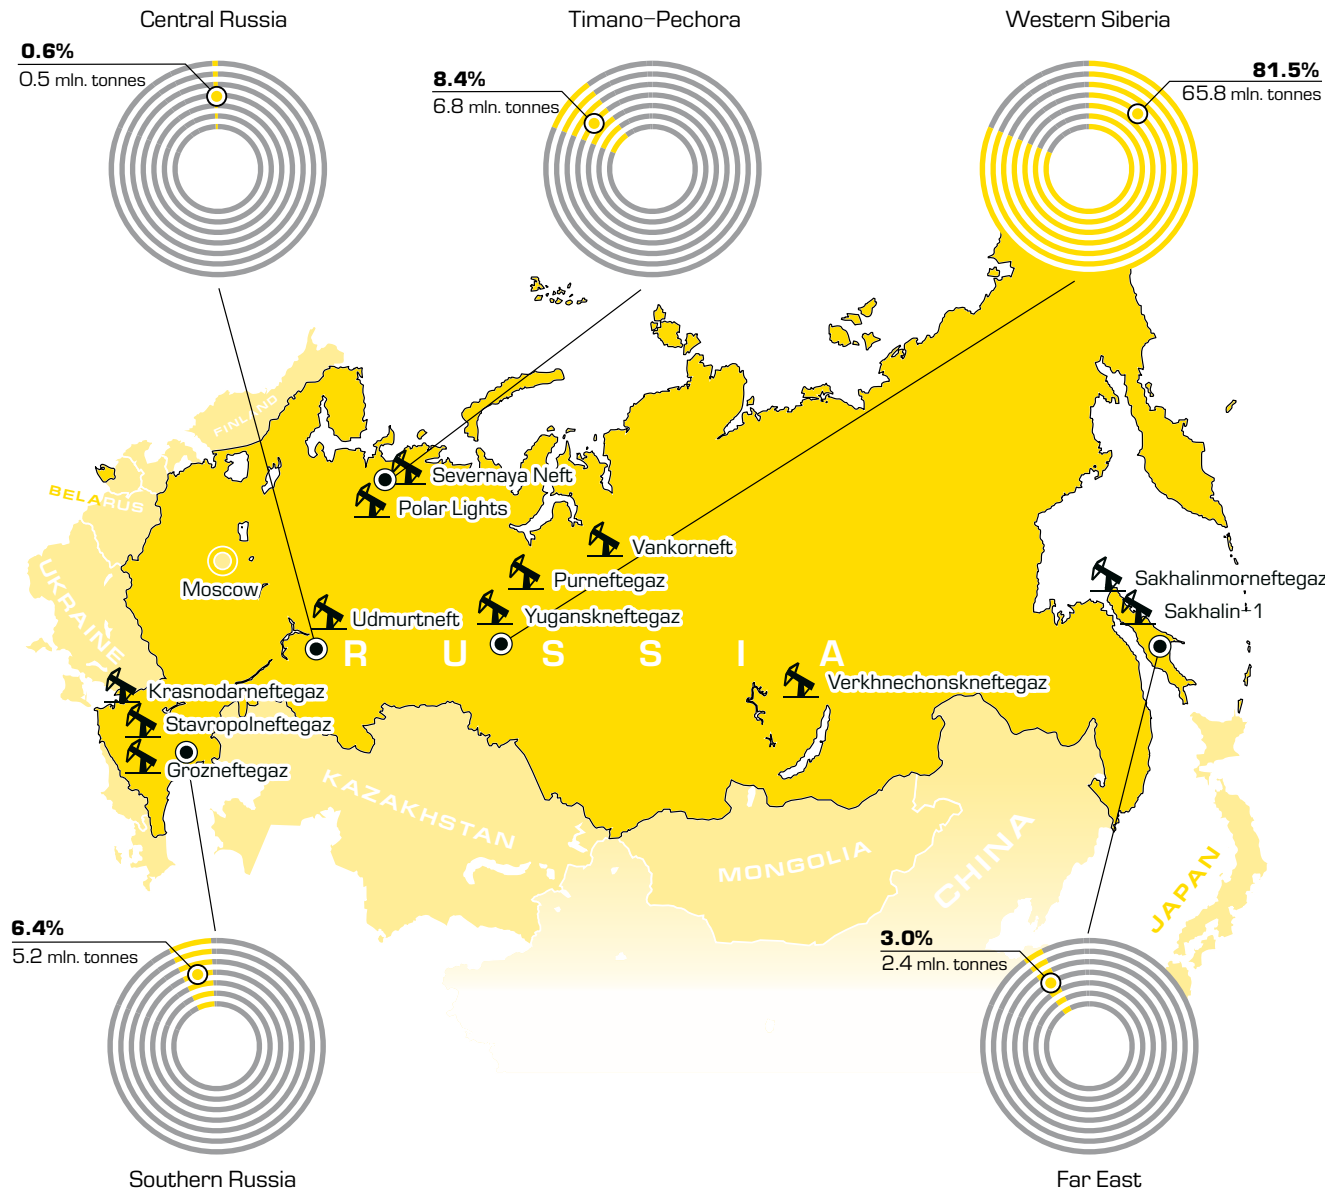 Central Russia
Timano-Pechora
Western Siberia
0.6%
0.5 mln. tonnes
8.4%
6.8 mln. tonnes
81.5%
65.8 mln. tonnes
FINLAND
BELARUS
UKRAINE
Severnaya Neft
Polar Lights
Vankorneft
Moscow
Purneftegaz
Sakhalinmorneftegaz
Udmurtneft
Yuganskneftegaz
Sakhalin-1
RUSSIA
Krasnodarneftegaz
Verkhnechonskneftegaz
Stavropolneftegaz
Grozneftegaz
KAZAKHSTAN
MONGOLIA
CHINA
JAPAN
6.4%
5.2 mln. tonnes
3.0%
2.4 mln. tonnes
Southern Russia
Far East